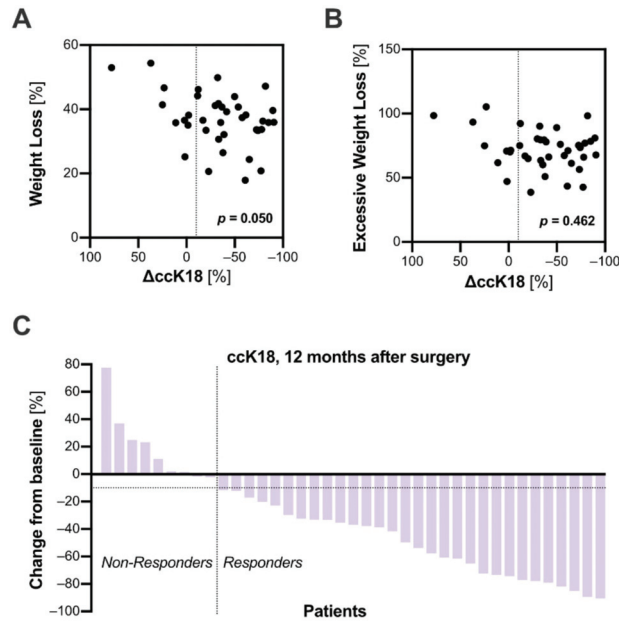 A
Weight Loss [%]
60
40
20
0
100
50
0
−50
−100
p = 0.050
ΔccK18 [%]
B
Excessive Weight Loss [%]
150
100
50
0
100
50
0
−50
−100
p = 0.462
ΔccK18 [%]
C
ccK18, 12 months after surgery
Change from baseline [%]
80
60
40
20
0
−20
−40
−60
−80
−100
Non-Responders
Responders
Patients